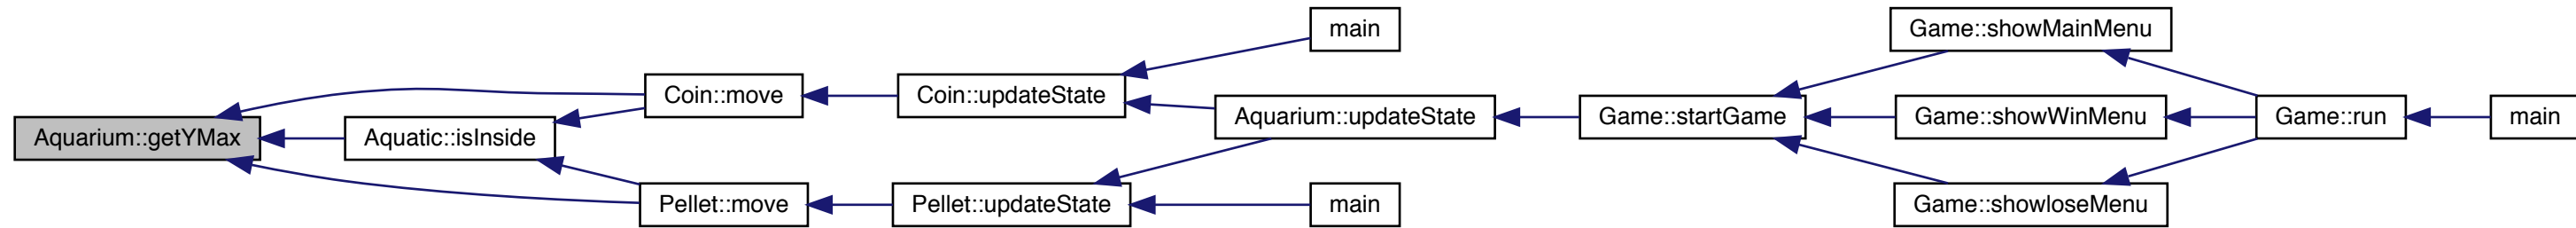 Aquarium::getYMax
Aquatic::isInside
Coin::move
Pellet::move
Coin::updateState
Pellet::updateState
main
Aquarium::updateState
main
Game::startGame
Game::showMainMenu
Game::showWinMenu
Game::showloseMenu
Game::run
main